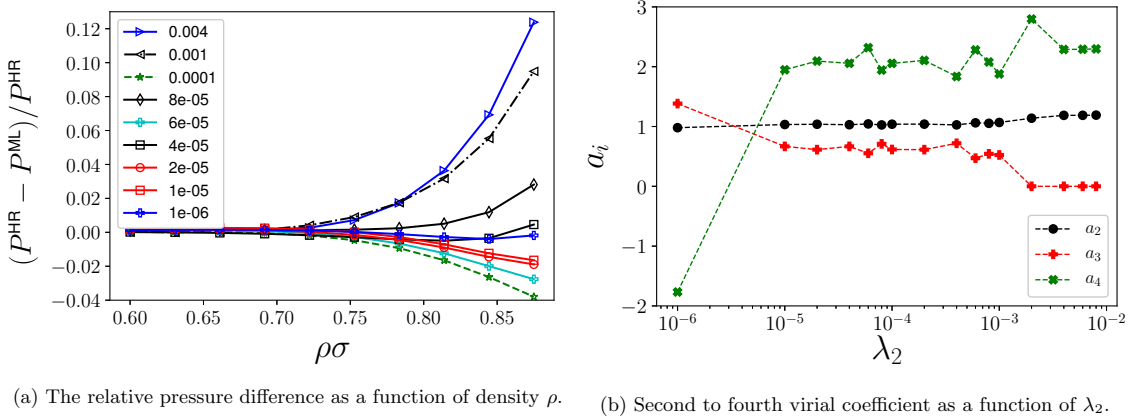 (P^HR − P^ML)/P^HR
0.12
0.10
0.08
0.06
0.04
0.02
0.00
−0.02
−0.04
0.004
0.001
0.0001
8e-05
6e-05
4e-05
2e-05
1e-05
1e-06
0.60 0.65 0.70 0.75 0.80 0.85
ρσ
(a) The relative pressure difference as a function of density ρ.
a_i
3
2
1
0
−1
−2
a_2
a_3
a_4
10^−6 10^−5 10^−4 10^−3 10^−2
λ_2
(b) Second to fourth virial coefficient as a function of λ_2.